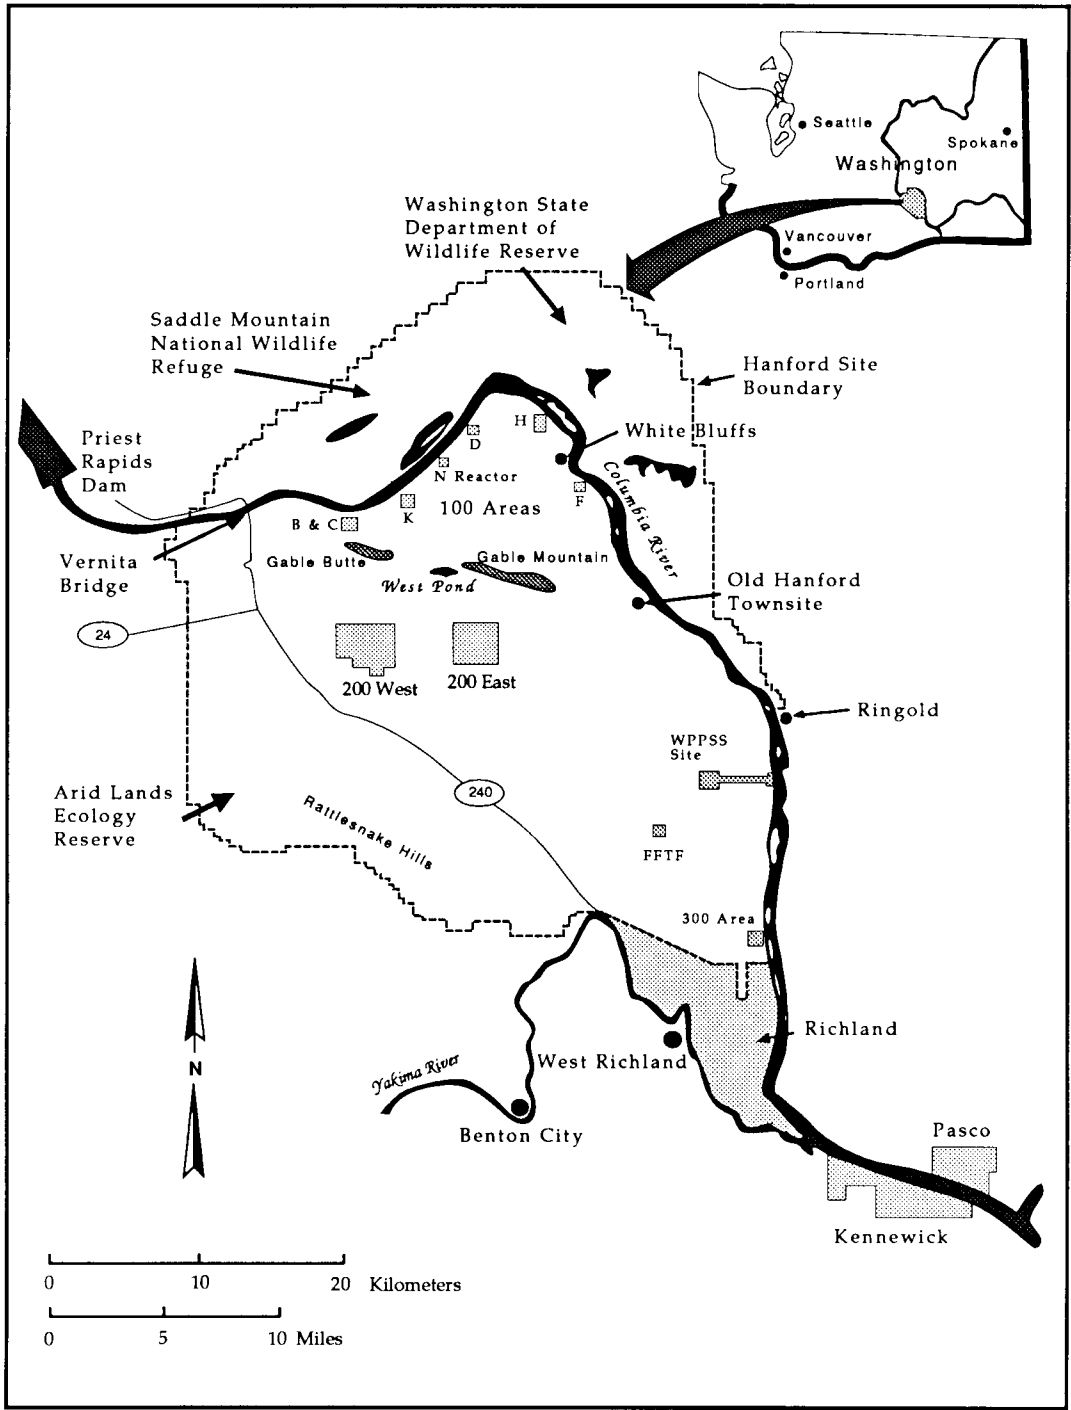 Seattle
Spokane
Washington
Vancouver
Portland
Washington State
Department of
Wildlife Reserve
Saddle Mountain
National Wildlife
Refuge
Hanford Site
Boundary
Priest
Rapids
Dam
H
D
White Bluffs
N Reactor
F
K
100 Areas
B & C
Columbia River
Vernita
Bridge
Gable Butte
Gable Mountain
West Pond
Old Hanford
Townsite
24
200 West
200 East
Ringold
WPPSS
Site
240
Arid Lands
Ecology
Reserve
Rattlesnake Hills
FFTF
300 Area
Richland
N
West Richland
Yakima River
Benton City
Pasco
Kennewick
0 10 20 Kilometers
0 5 10 Miles